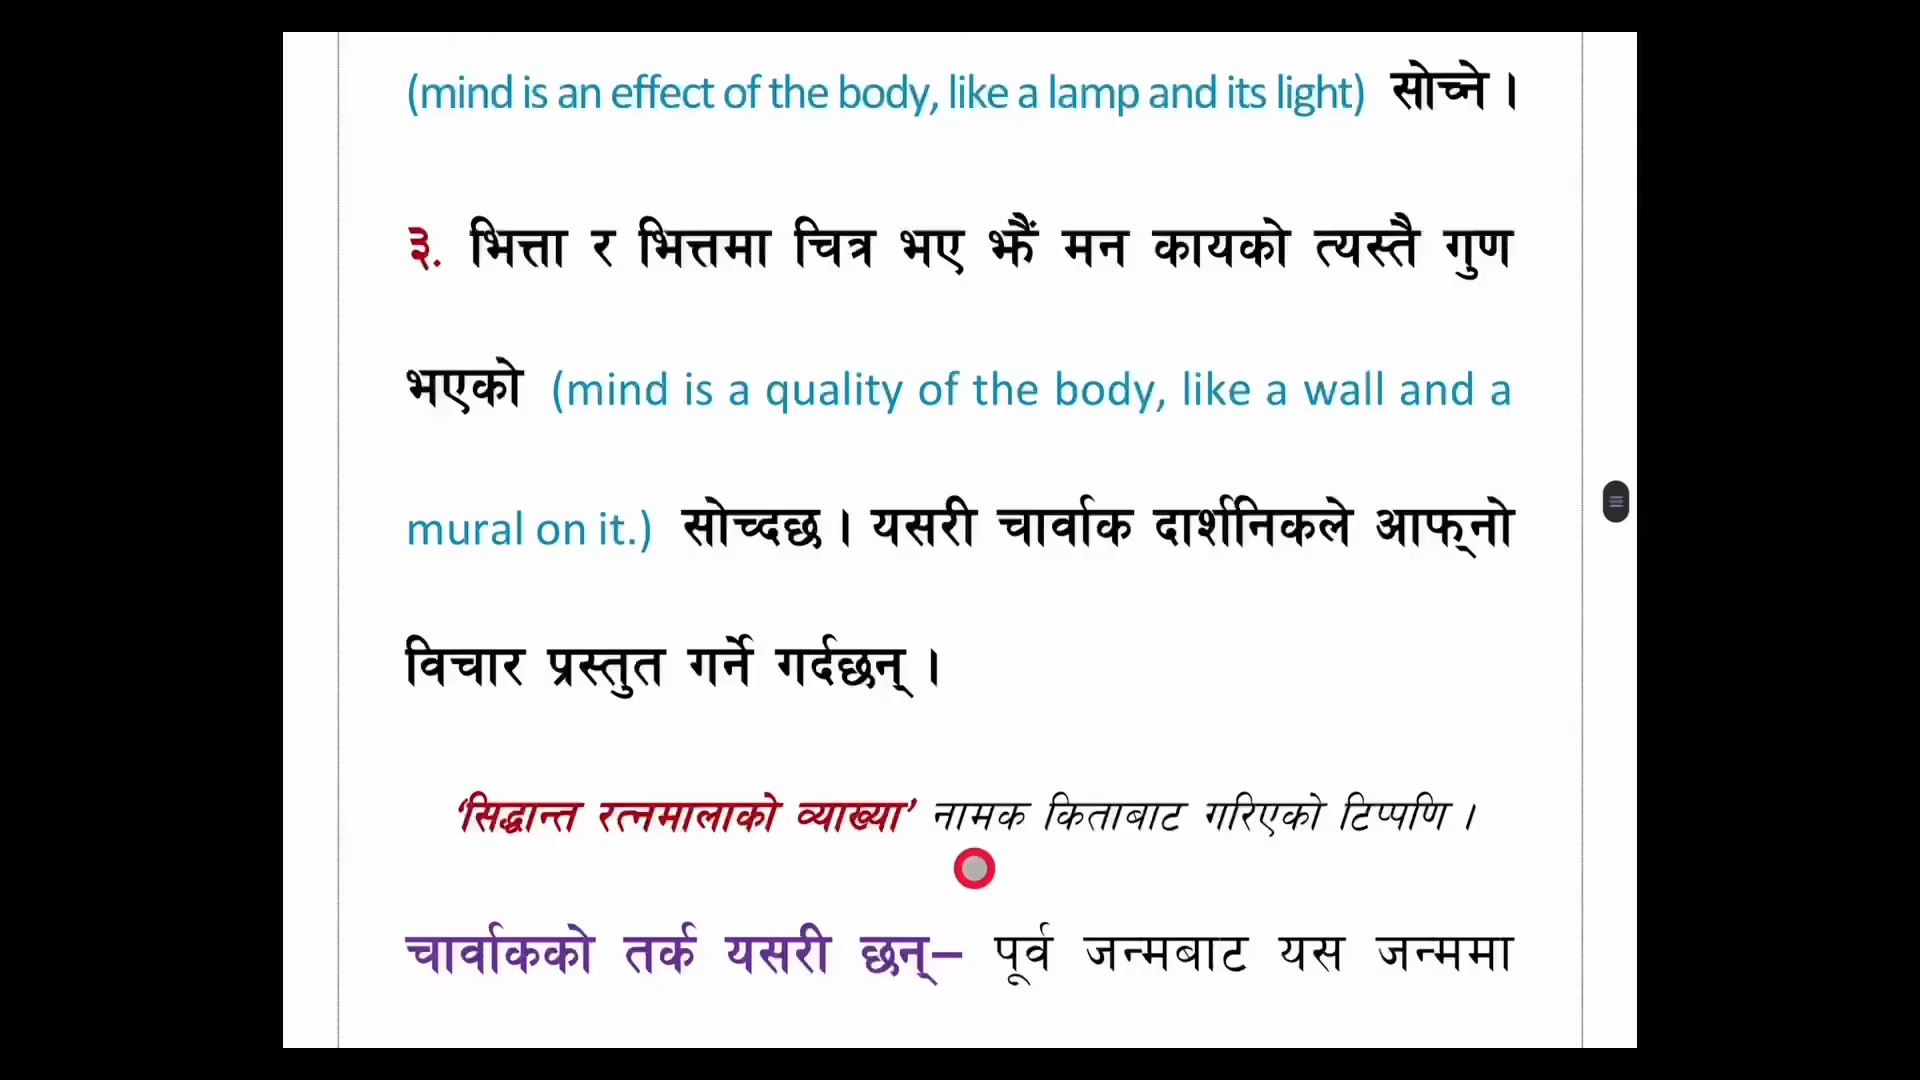 (mind is an effect of the body, like a lamp and its light) सोच्ने ।
३. भित्ता र भित्तमा चित्र भए झैं मन कायको त्यस्तै गुण
भएको (mind is a quality of the body, like a wall and a
mural on it.) सोच्दछ । यसरी चार्वाक दार्शनिकले आफ्‌नो
विचार प्रस्तुत गर्ने गर्दछन् ।
‘सिद्धान्त रत्नमालाको व्याख्या’ नामक किताबाट गरिएको टिप्पणि ।
चार्वाकको तर्क यसरी छन्– पूर्व जन्मबाट यस जन्ममा